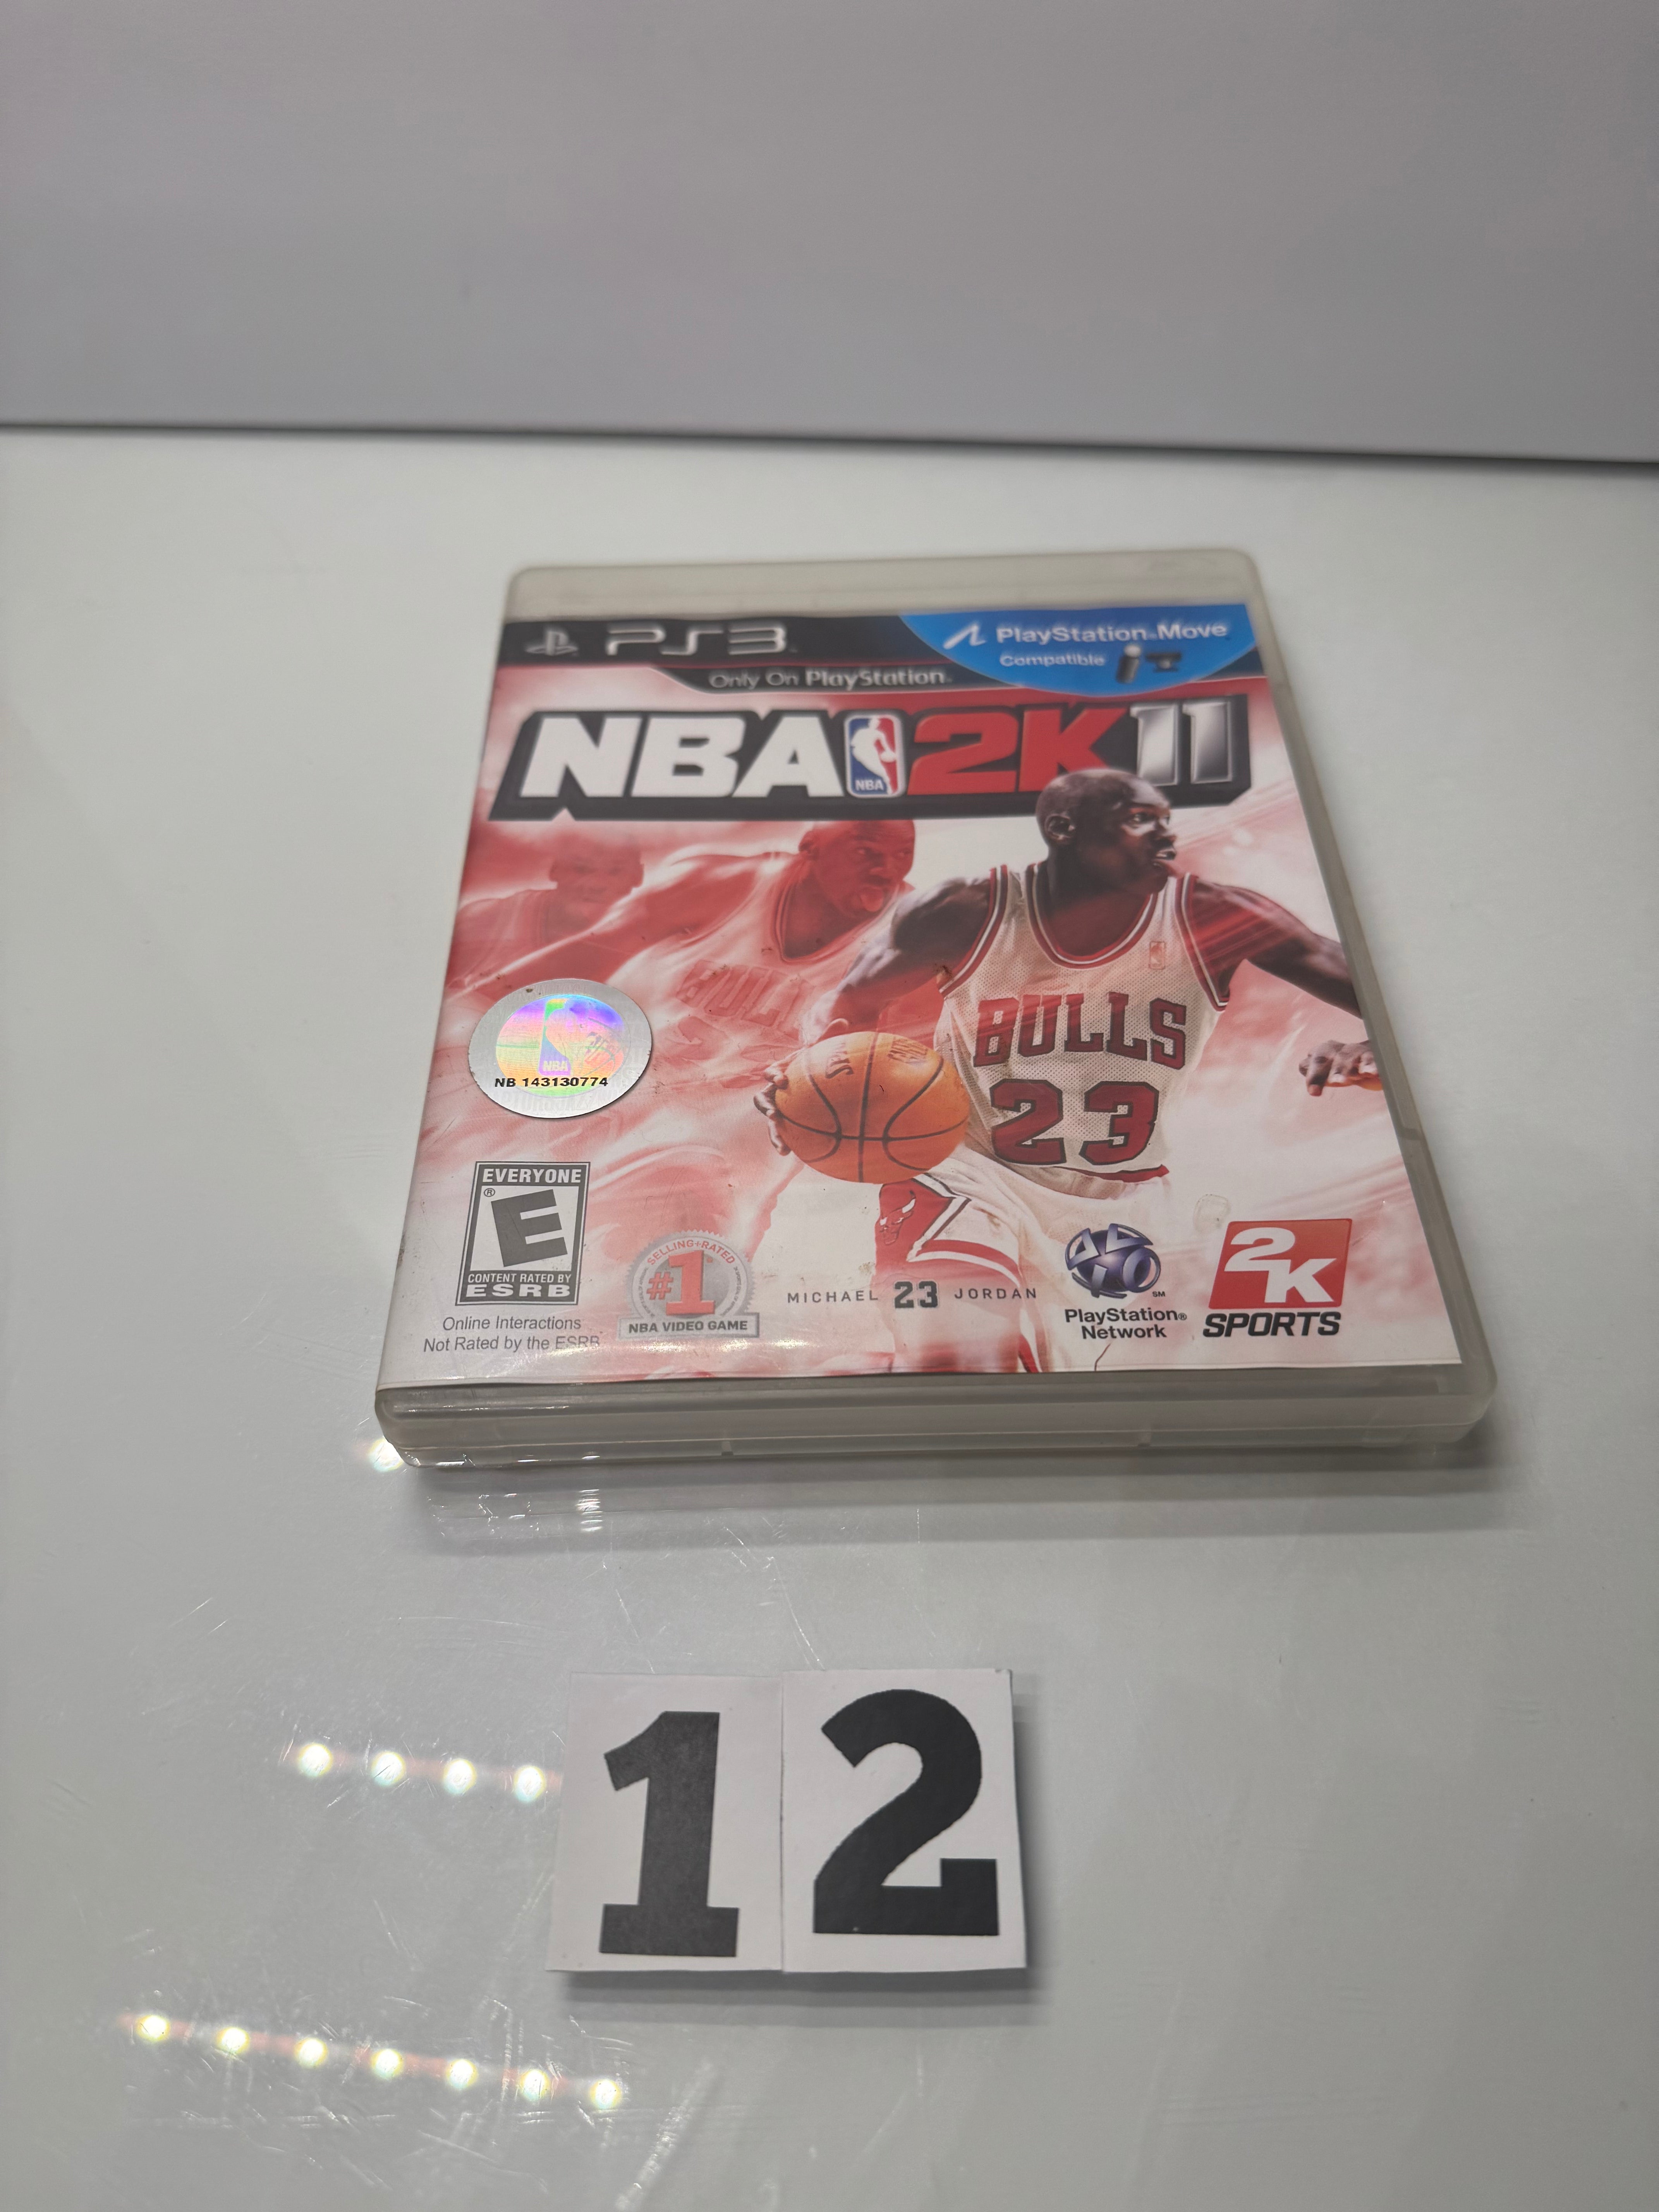 PS3
PlayStation Move
Compatible
Only On PlayStation
NBA 2K11
NBA
BULLS
23
NBA
NB 143130774
EVERYONE
E
®
CONTENT RATED BY
ESRB
Online Interactions
Not Rated by the ESRB
SELLING+RATED
#1
NBA VIDEO GAME
MICHAEL 23 JORDAN
PlayStation®
Network
SM
2K
SPORTS
12